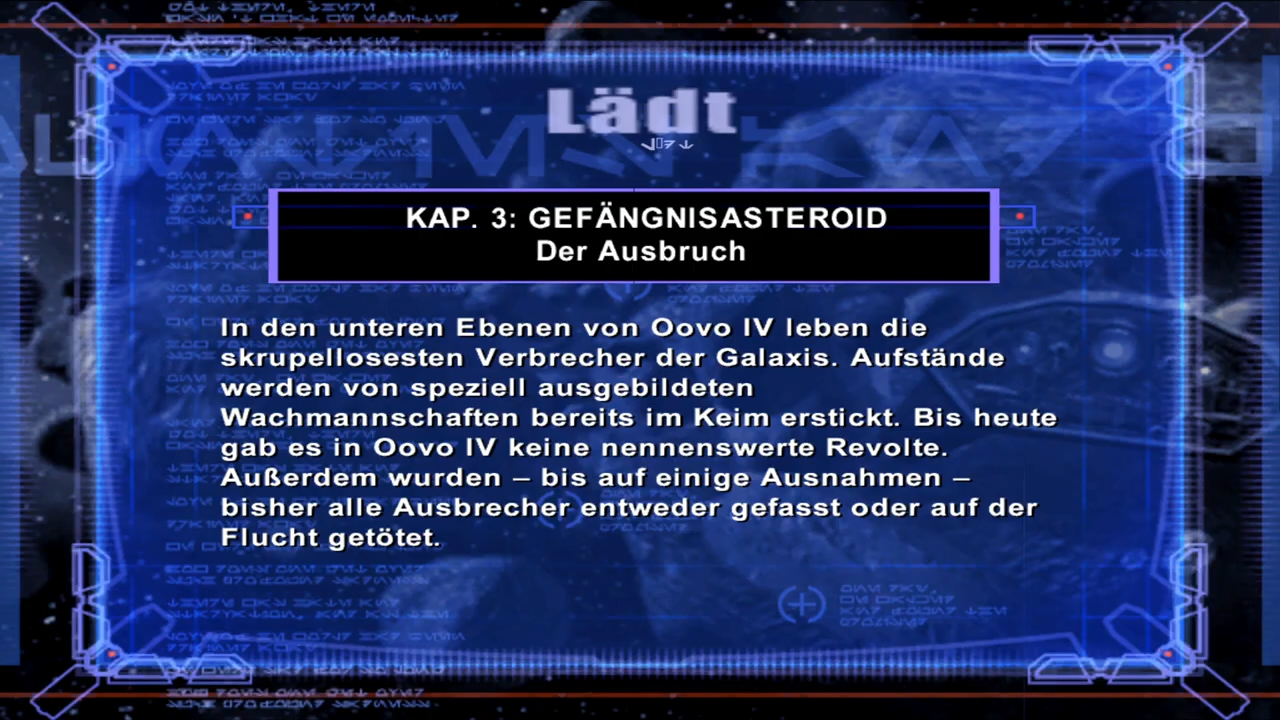 Lädt
KAP. 3: GEFÄNGNISASTEROID
Der Ausbruch
In den unteren Ebenen von Oovo IV leben die
skrupellosesten Verbrecher der Galaxis. Aufstände
werden von speziell ausgebildeten
Wachmannschaften bereits im Keim erstickt. Bis heute
gab es in Oovo IV keine nennenswerte Revolte.
Außerdem wurden – bis auf einige Ausnahmen –
bisher alle Ausbrecher entweder gefasst oder auf der
Flucht getötet.